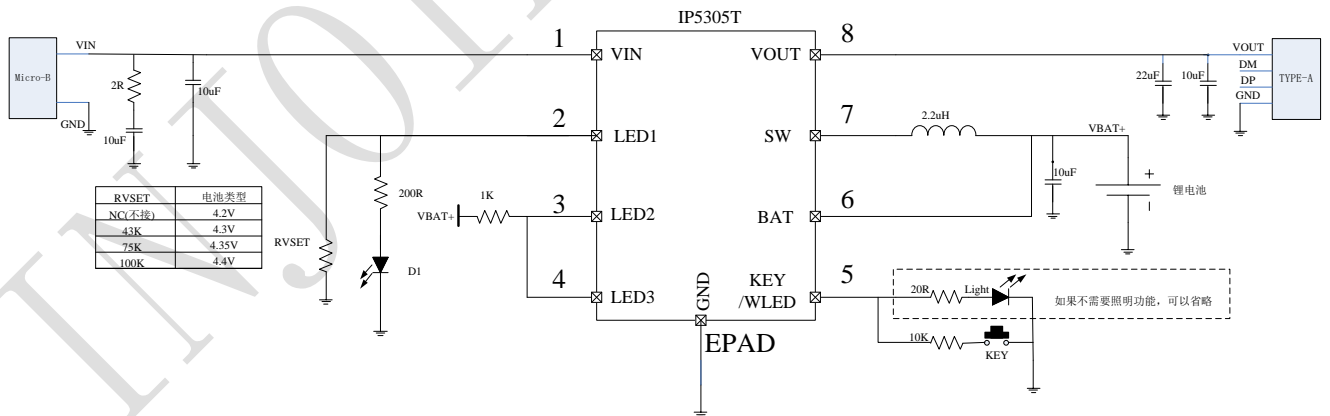 IP5305T
Micro-B
VIN
GND
2R
10uF
10uF
1
VIN
2
LED1
3
LED2
4
LED3
RVSET 电池类型
NC(不接) 4.2V
43K 4.3V
75K 4.35V
100K 4.4V
RVSET
200R
D1
VBAT+
1K
GND
EPAD
VOUT
8
SW
7
BAT
6
KEY
/WLED
5
22uF
10uF
VOUT
DM
DP
GND
TYPE-A
2.2uH
VBAT+
10uF
+
锂电池
20R
Light
如果不需要照明功能，可以省略
10K
KEY
INJOI